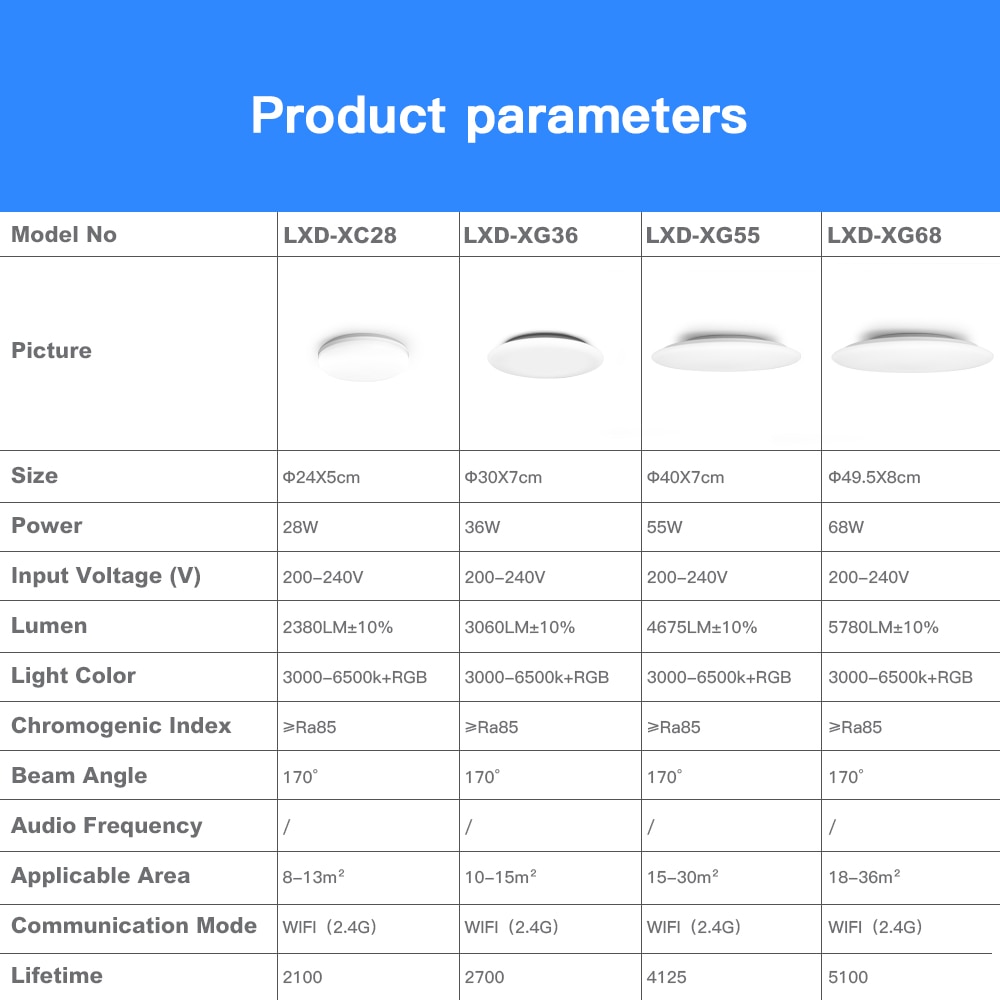 Product parameters
Model No LXD-XC28 LXD-XG36 LXD-XG55 LXD-XG68
Picture
Size Φ24X5cm Φ30X7cm Φ40X7cm Φ49.5X8cm
Power 28W 36W 55W 68W
Input Voltage (V) 200–240V 200–240V 200–240V 200–240V
Lumen 2380LM±10% 3060LM±10% 4675LM±10% 5780LM±10%
Light Color 3000–6500k+RGB 3000–6500k+RGB 3000–6500k+RGB 3000–6500k+RGB
Chromogenic Index ≥Ra85 ≥Ra85 ≥Ra85 ≥Ra85
Beam Angle 170° 170° 170° 170°
Audio Frequency / / / /
Applicable Area 8–13m² 10–15m² 15–30m² 18–36m²
Communication Mode WIFI（2.4G） WIFI（2.4G） WIFI（2.4G） WIFI（2.4G）
Lifetime 2100 2700 4125 5100